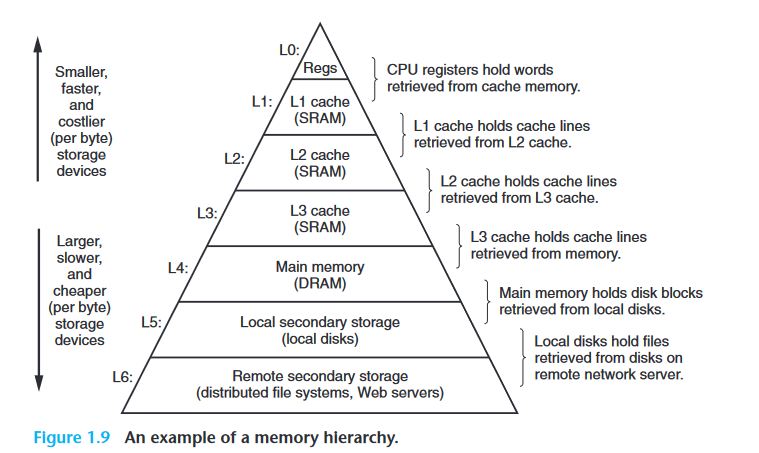 L0:
Regs
CPU registers hold words
retrieved from cache memory.
Smaller,
faster,
and
costlier
(per byte)
storage
devices
L1:
L1 cache
(SRAM)
L1 cache holds cache lines
retrieved from L2 cache.
L2:
L2 cache
(SRAM)
L2 cache holds cache lines
retrieved from L3 cache.
L3:
L3 cache
(SRAM)
L3 cache holds cache lines
retrieved from memory.
Larger,
slower,
and
cheaper
(per byte)
storage
devices
L4:
Main memory
(DRAM)
Main memory holds disk blocks
retrieved from local disks.
L5:
Local secondary storage
(local disks)
Local disks hold files
retrieved from disks on
remote network server.
L6:
Remote secondary storage
(distributed file systems, Web servers)
Figure 1.9 An example of a memory hierarchy.